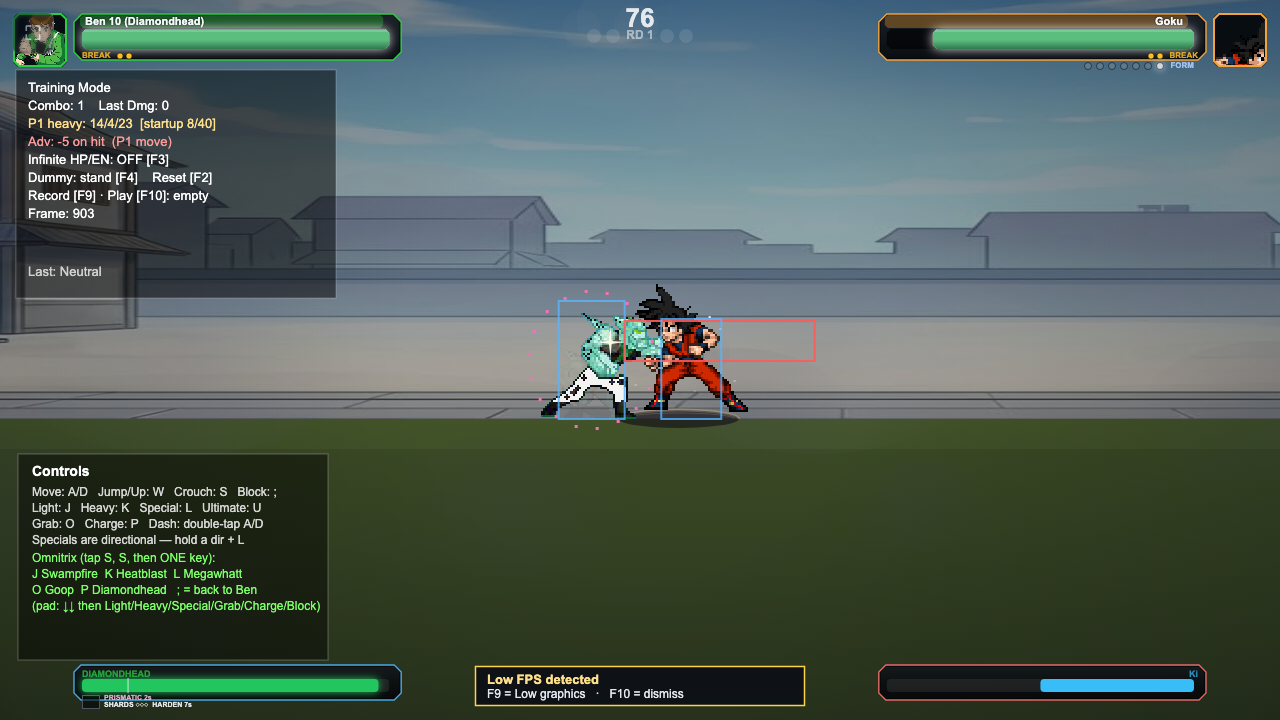 Ben 10 (Diamondhead)
BREAK
76
RD 1
Goku
BREAK
FORM
Training Mode
Combo: 1 Last Dmg: 0
P1 heavy: 14/4/23 [startup 8/40]
Adv: -5 on hit (P1 move)
Infinite HP/EN: OFF [F3]
Dummy: stand [F4] Reset [F2]
Record [F9] · Play [F10]: empty
Frame: 903
Last: Neutral
Controls
Move: A/D Jump/Up: W Crouch: S Block: ;
Light: J Heavy: K Special: L Ultimate: U
Grab: O Charge: P Dash: double-tap A/D
Specials are directional — hold a dir + L
Omnitrix (tap S, S, then ONE key):
J Swampfire K Heatblast L Megawhatt
O Goop P Diamondhead ; = back to Ben
(pad: ↓↓ then Light/Heavy/Special/Grab/Charge/Block)
DIAMONDHEAD
PRISMATIC 2s
SHARDS ◇◇◇ HARDEN 7s
Low FPS detected
F9 = Low graphics · F10 = dismiss
Ki